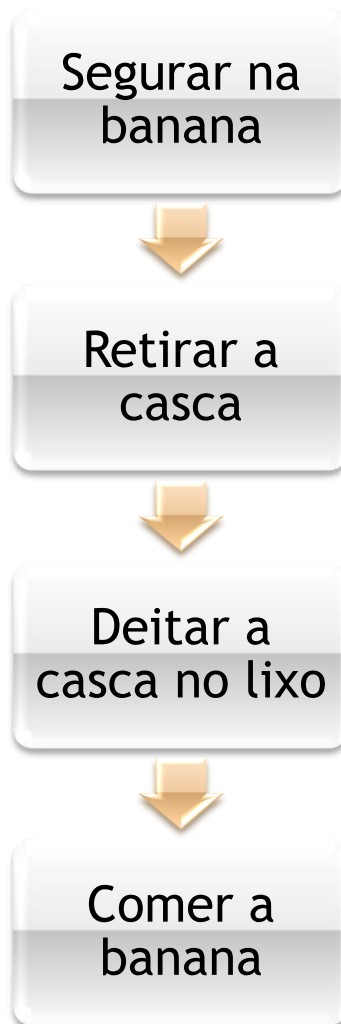 Segurar na
banana
Retirar a
casca
Deitar a
casca no lixo
Comer a
banana